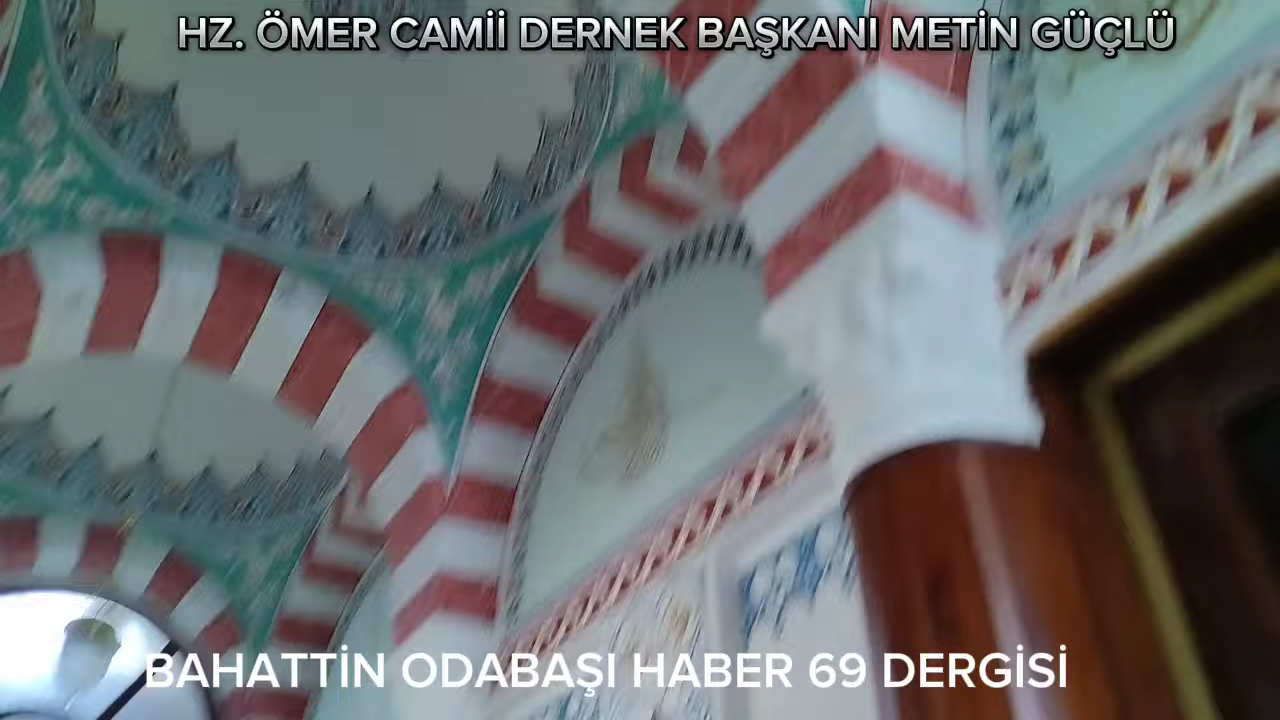 HZ. ÖMER CAMİİ DERNEK BAŞKANI METİN GÜÇLÜ
BAHATTİN ODABAŞI HABER 69 DERGİSİ